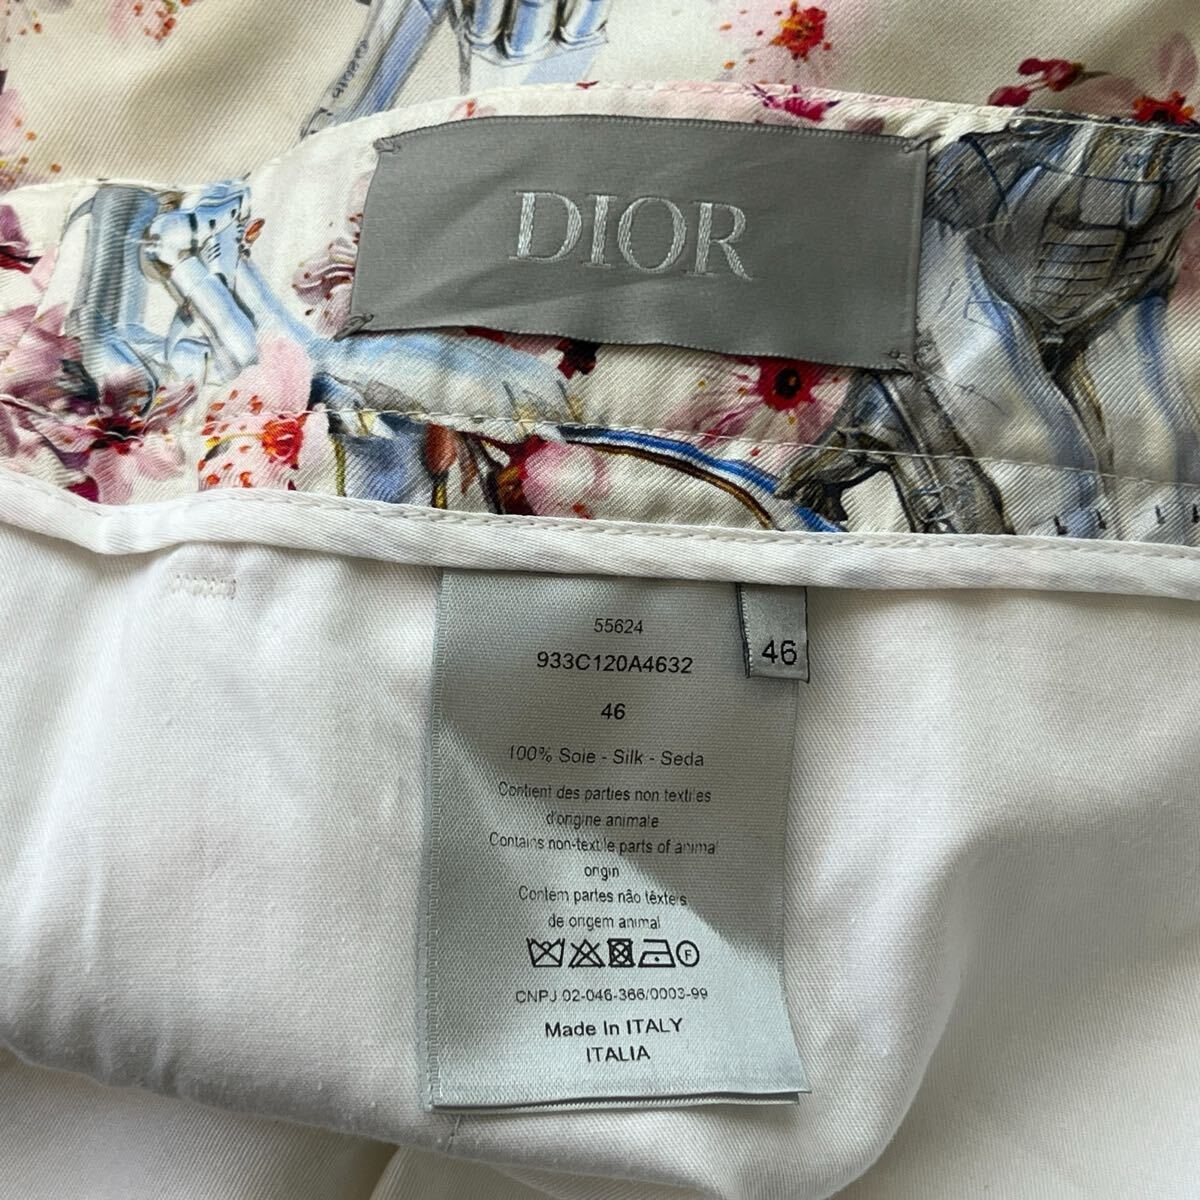 DIOR
55624
933C120A4632
46
46
100% Soie - Silk - Seda
Contient des parties non textiles
d'origine animale
Contains non-textile parts of animal
origin
Contém partes não têxteis
de origem animal
F
CNPJ 02-046-366/0003-99
Made In ITALY
ITALIA